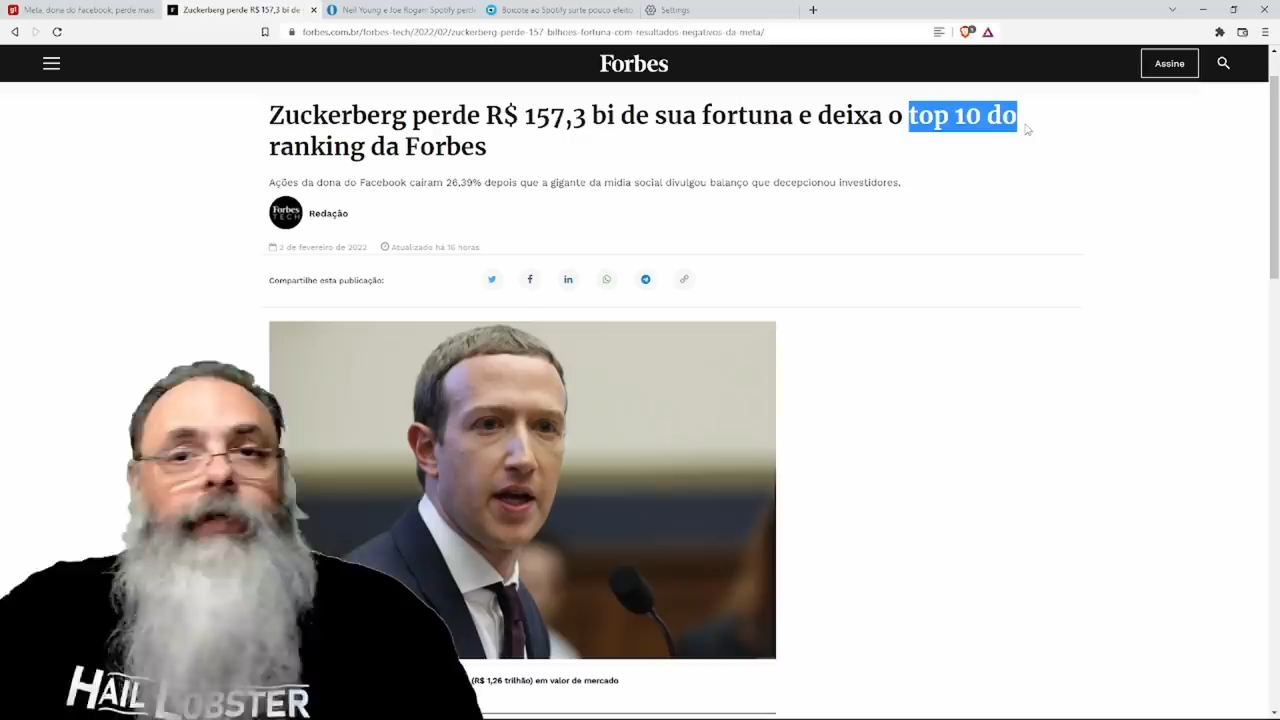 Meta, dona do Facebook, perde mais
Zuckerberg perde R$ 157,3 bi de
Neil Young e Joe Rogan: Spotify perd
Boicote ao Spotify surte pouco efeito
Settings
forbes.com.br/forbes-tech/2022/02/zuckerberg-perde-157-bilhoes-fortuna-com-resultados-negativos-da-meta/
Forbes
Assine
Zuckerberg perde R$ 157,3 bi de sua fortuna e deixa o top 10 do
ranking da Forbes
Ações da dona do Facebook caíram 26,39% depois que a gigante da mídia social divulgou balanço que decepcionou investidores.
Forbes
TECH
Redação
2 de fevereiro de 2022
Atualizado há 16 horas
Compartilhe esta publicação:
(R$ 1,26 trilhão) em valor de mercado
HAIL LOBSTER